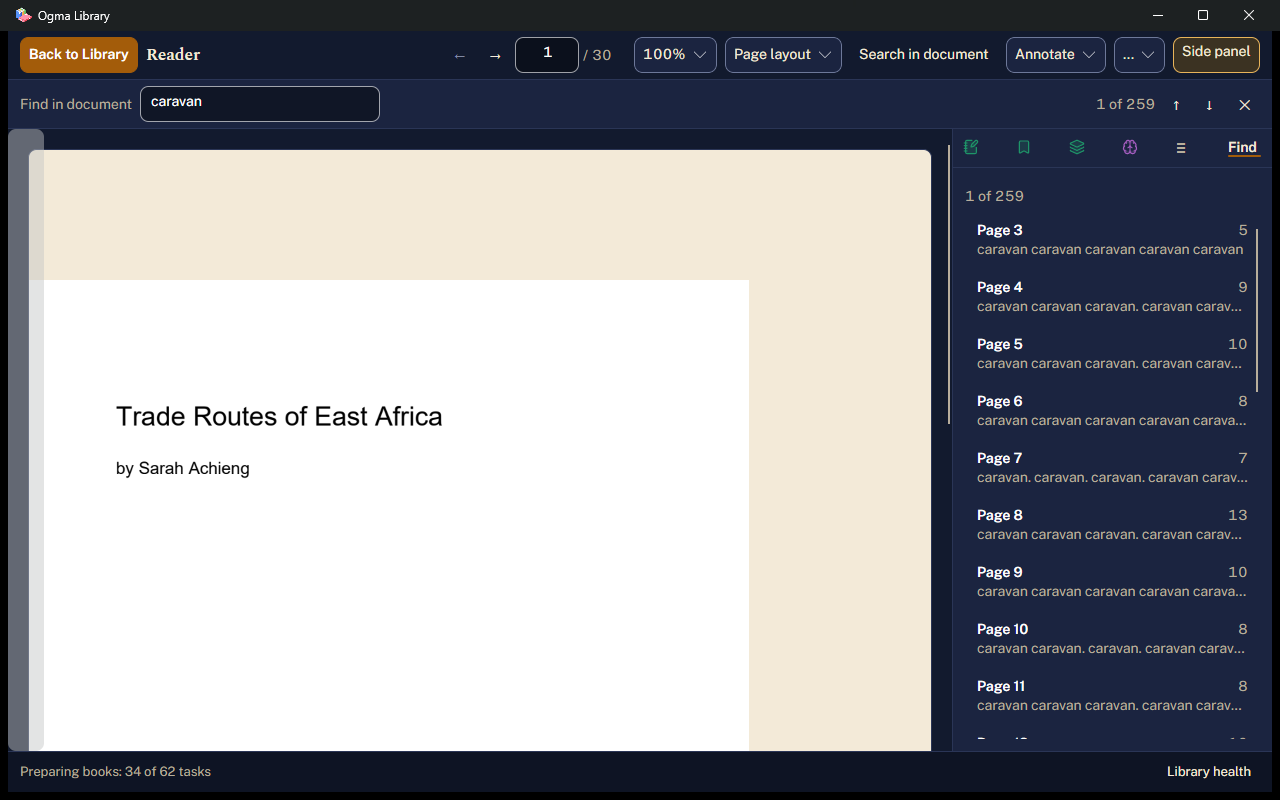 Ogma Library
Back to Library Reader ← → 1 / 30 100% Page layout Search in document Annotate ... Side panel
Find in document caravan 1 of 259 ↑ ↓
Find
1 of 259
Page 3 5
caravan caravan caravan caravan caravan
Page 4 9
caravan caravan caravan. caravan carav...
Page 5 10
caravan caravan caravan. caravan carav...
Page 6 8
caravan caravan caravan caravan carava...
Page 7 7
caravan. caravan. caravan. caravan carav...
Page 8 13
caravan caravan caravan. caravan carav...
Page 9 10
caravan caravan caravan caravan carava...
Page 10 8
caravan caravan. caravan. caravan carav...
Page 11 8
caravan caravan caravan. caravan carav...
Trade Routes of East Africa
by Sarah Achieng
Preparing books: 34 of 62 tasks Library health